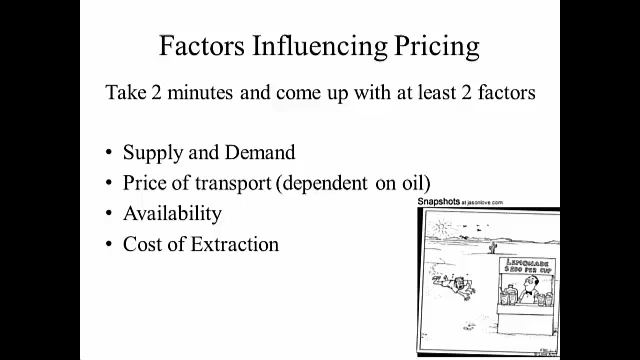 Factors Influencing Pricing
Take 2 minutes and come up with at least 2 factors
• Supply and Demand
• Price of transport (dependent on oil)
• Availability
• Cost of Extraction
Snapshots at jasonlove.com
LEMONADE
$200 PER CUP